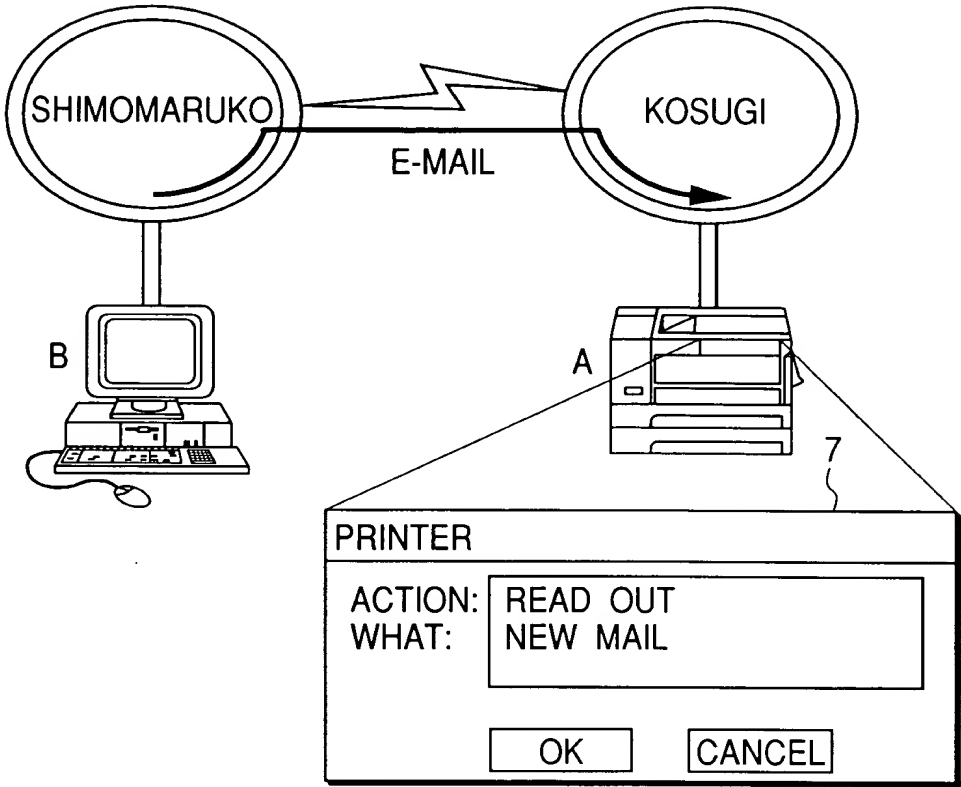 SHIMOMARUKO
KOSUGI
E-MAIL
B
A
7
PRINTER
ACTION: READ OUT
WHAT: NEW MAIL
OK CANCEL